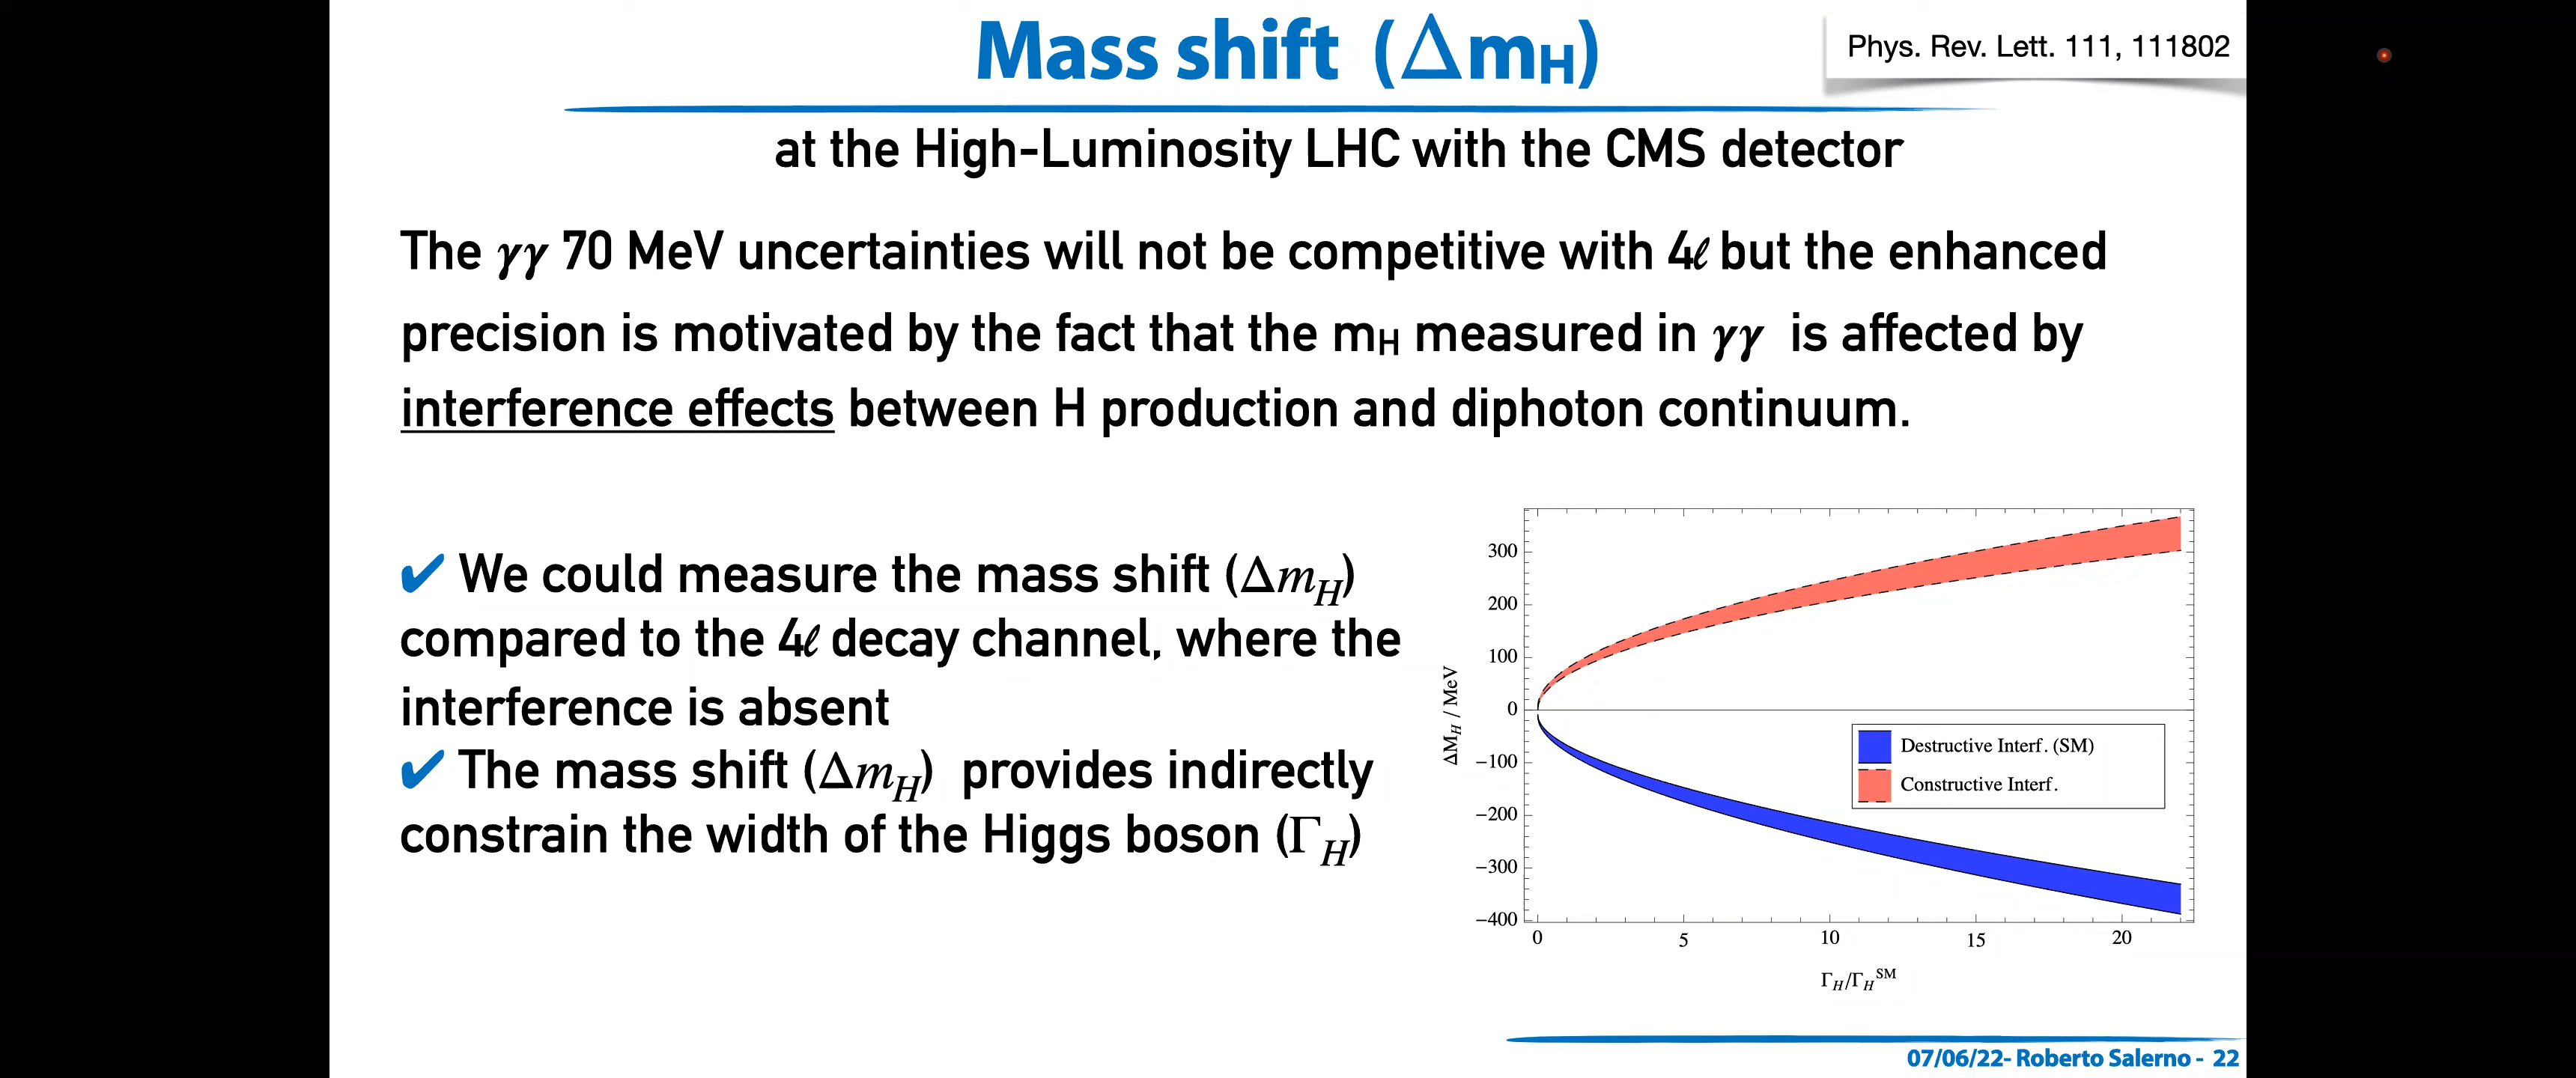 Mass shift (ΔmH)
Phys. Rev. Lett. 111, 111802
at the High-Luminosity LHC with the CMS detector
The γγ 70 MeV uncertainties will not be competitive with 4ℓ but the enhanced
precision is motivated by the fact that the mH measured in γγ is affected by
interference effects between H production and diphoton continuum.
✔ We could measure the mass shift (ΔmH)
compared to the 4ℓ decay channel, where the
interference is absent
✔ The mass shift (ΔmH) provides indirectly
constrain the width of the Higgs boson (ΓH)
ΔMH / MeV
300
200
100
0
−100
−200
−300
−400
Destructive Interf. (SM)
Constructive Interf.
0 5 10 15 20
ΓH/ΓH^SM
07/06/22- Roberto Salerno - 22